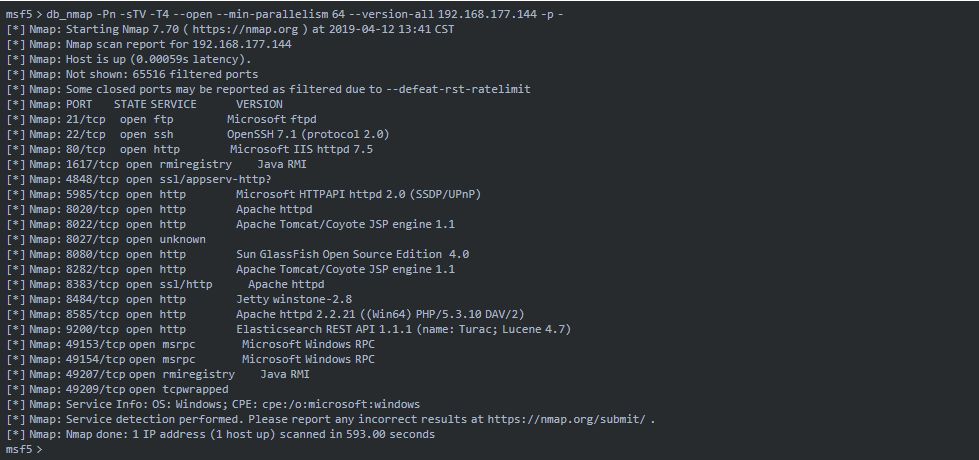 msf5 > db_nmap -Pn -sTV -T4 --open --min-parallelism 64 --version-all 192.168.177.144 -p -
[*] Nmap: Starting Nmap 7.70 ( https://nmap.org ) at 2019-04-12 13:41 CST
[*] Nmap: Nmap scan report for 192.168.177.144
[*] Nmap: Host is up (0.00059s latency).
[*] Nmap: Not shown: 65516 filtered ports
[*] Nmap: Some closed ports may be reported as filtered due to --defeat-rst-ratelimit
[*] Nmap: PORT STATE SERVICE VERSION
[*] Nmap: 21/tcp open ftp Microsoft ftpd
[*] Nmap: 22/tcp open ssh OpenSSH 7.1 (protocol 2.0)
[*] Nmap: 80/tcp open http Microsoft IIS httpd 7.5
[*] Nmap: 1617/tcp open rmiregistry Java RMI
[*] Nmap: 4848/tcp open ssl/appserv-http?
[*] Nmap: 5985/tcp open http Microsoft HTTPAPI httpd 2.0 (SSDP/UPnP)
[*] Nmap: 8020/tcp open http Apache httpd
[*] Nmap: 8022/tcp open http Apache Tomcat/Coyote JSP engine 1.1
[*] Nmap: 8027/tcp open unknown
[*] Nmap: 8080/tcp open http Sun GlassFish Open Source Edition 4.0
[*] Nmap: 8282/tcp open http Apache Tomcat/Coyote JSP engine 1.1
[*] Nmap: 8383/tcp open ssl/http Apache httpd
[*] Nmap: 8484/tcp open http Jetty winstone-2.8
[*] Nmap: 8585/tcp open http Apache httpd 2.2.21 ((Win64) PHP/5.3.10 DAV/2)
[*] Nmap: 9200/tcp open http Elasticsearch REST API 1.1.1 (name: Turac; Lucene 4.7)
[*] Nmap: 49153/tcp open msrpc Microsoft Windows RPC
[*] Nmap: 49154/tcp open msrpc Microsoft Windows RPC
[*] Nmap: 49207/tcp open rmiregistry Java RMI
[*] Nmap: 49209/tcp open tcpwrapped
[*] Nmap: Service Info: OS: Windows; CPE: cpe:/o:microsoft:windows
[*] Nmap: Service detection performed. Please report any incorrect results at https://nmap.org/submit/ .
[*] Nmap: Nmap done: 1 IP address (1 host up) scanned in 593.00 seconds
msf5 >